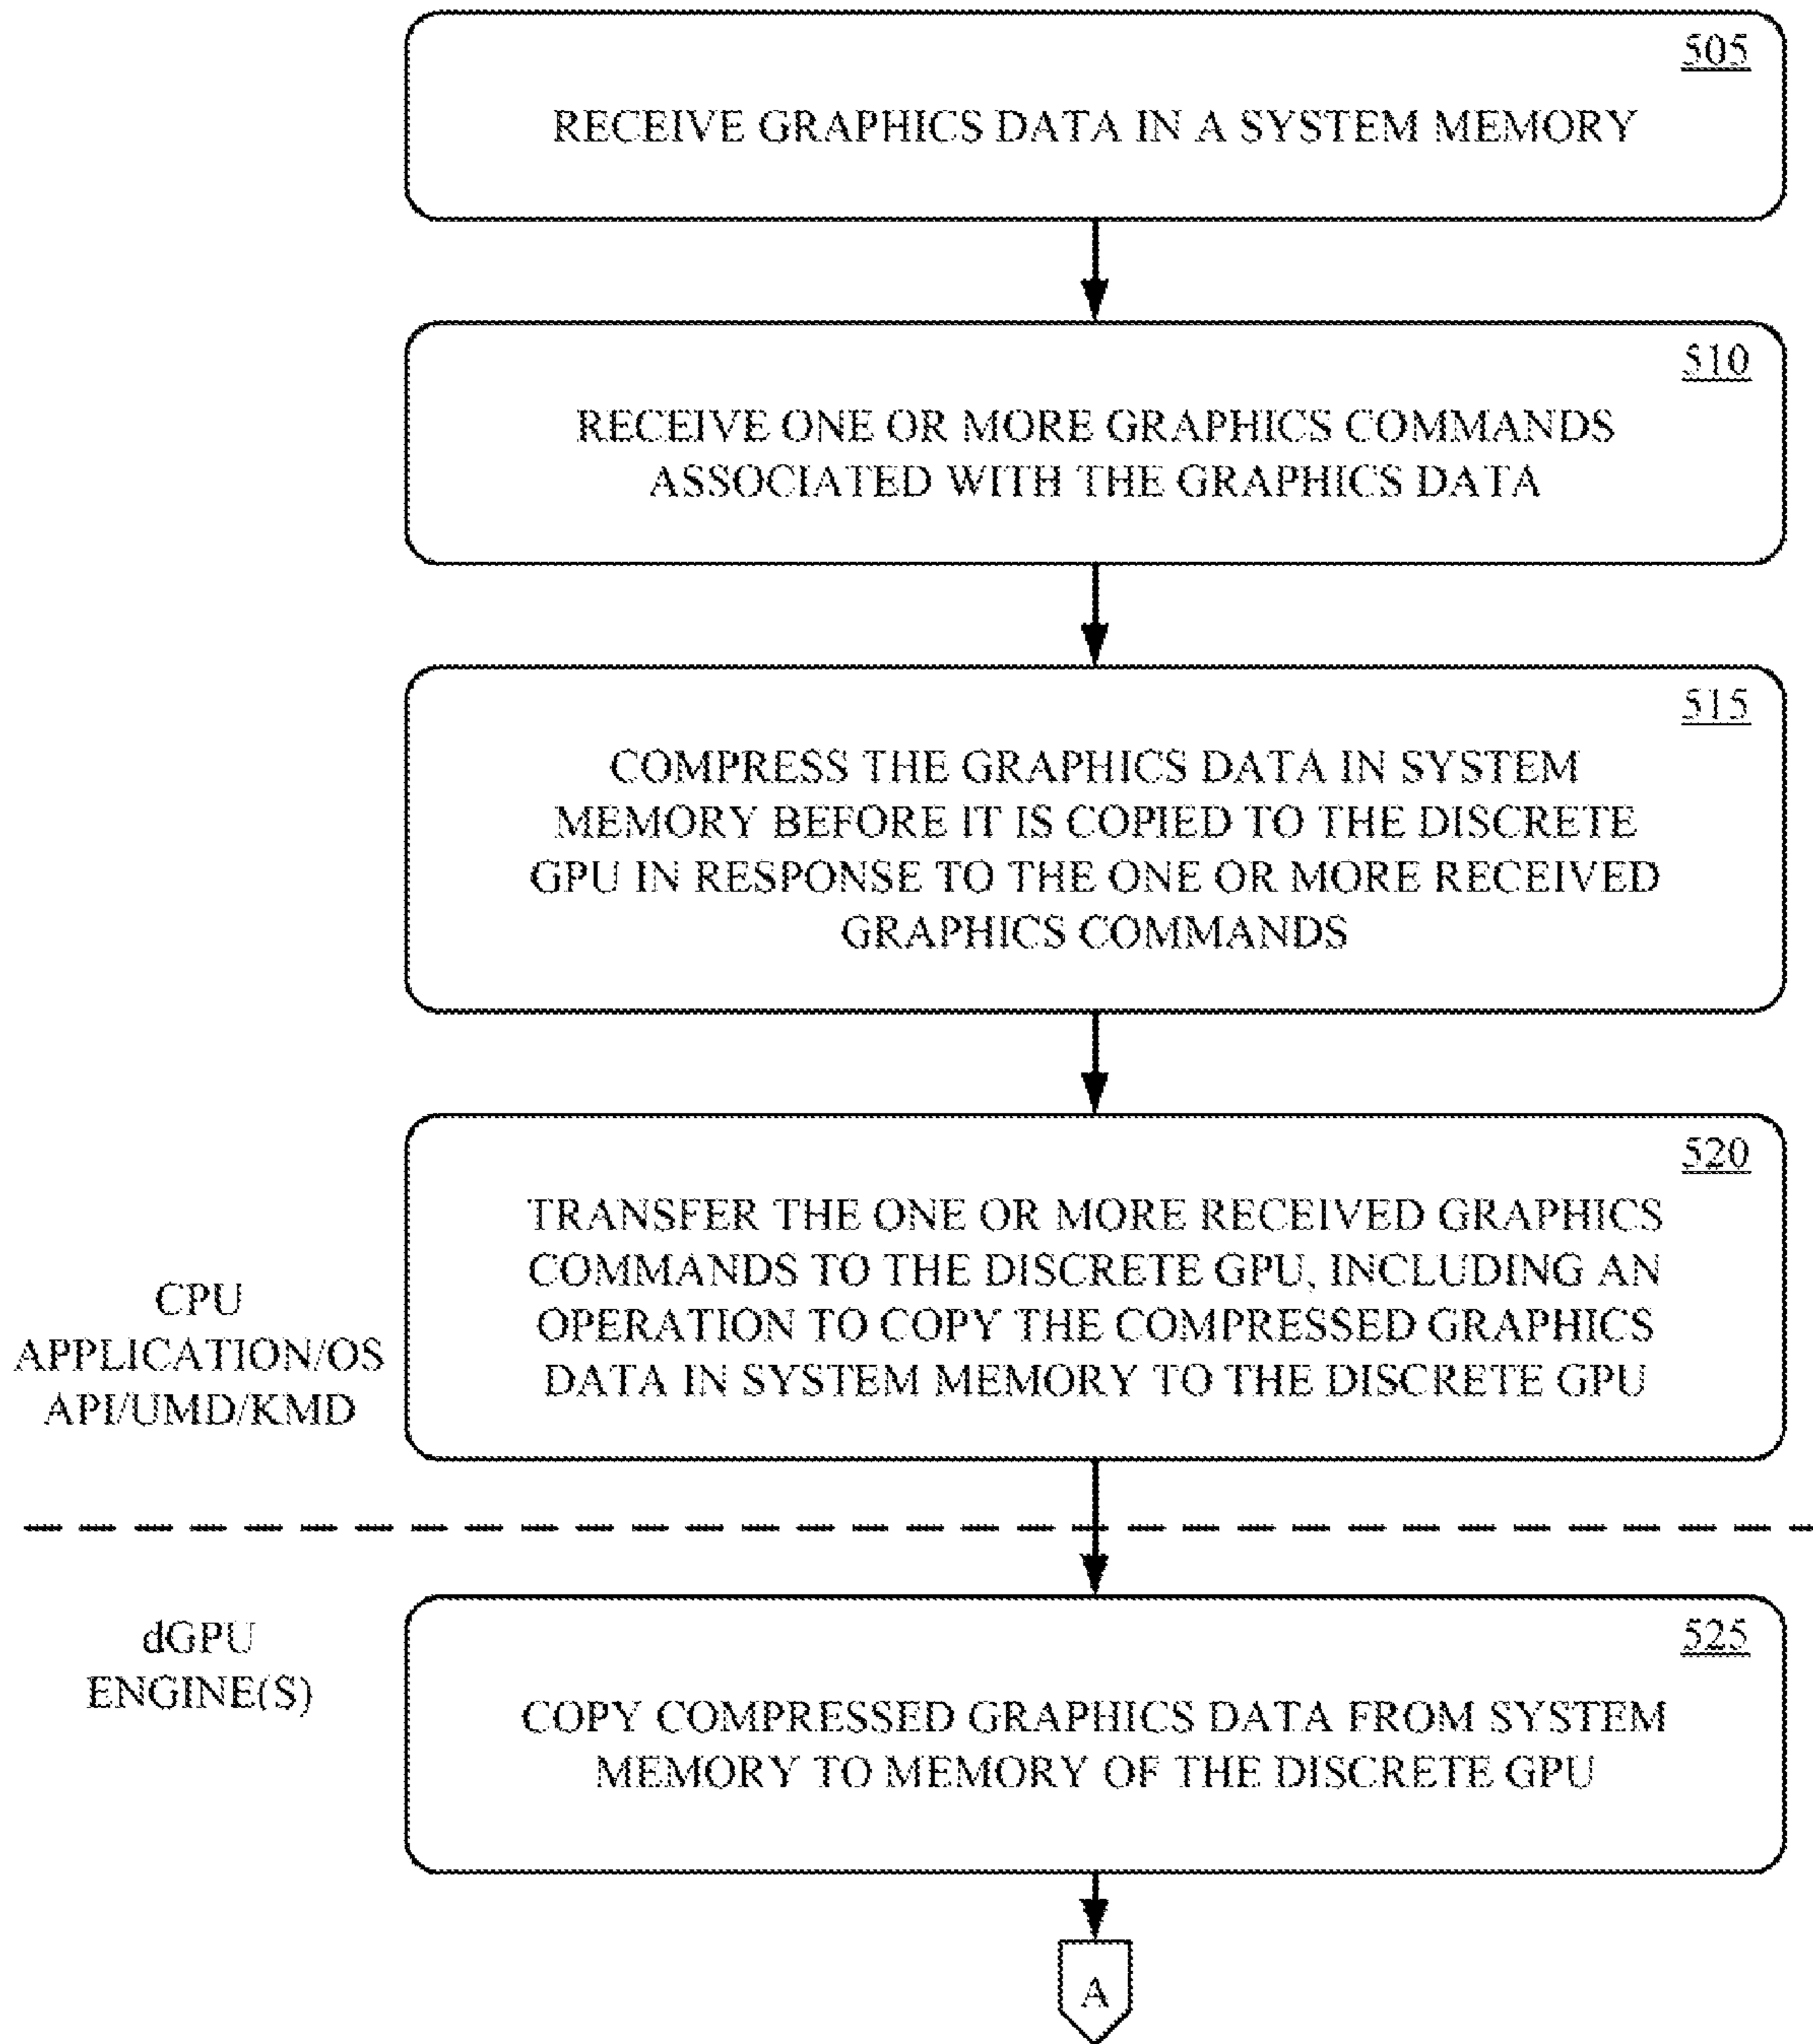 505
RECEIVE GRAPHICS DATA IN A SYSTEM MEMORY
510
RECEIVE ONE OR MORE GRAPHICS COMMANDS
ASSOCIATED WITH THE GRAPHICS DATA
515
COMPRESS THE GRAPHICS DATA IN SYSTEM
MEMORY BEFORE IT IS COPIED TO THE DISCRETE
GPU IN RESPONSE TO THE ONE OR MORE RECEIVED
GRAPHICS COMMANDS
520
TRANSFER THE ONE OR MORE RECEIVED GRAPHICS
COMMANDS TO THE DISCRETE GPU, INCLUDING AN
OPERATION TO COPY THE COMPRESSED GRAPHICS
DATA IN SYSTEM MEMORY TO THE DISCRETE GPU
CPU
APPLICATION/OS
API/UMD/KMD
dGPU
ENGINE(S)
525
COPY COMPRESSED GRAPHICS DATA FROM SYSTEM
MEMORY TO MEMORY OF THE DISCRETE GPU
A